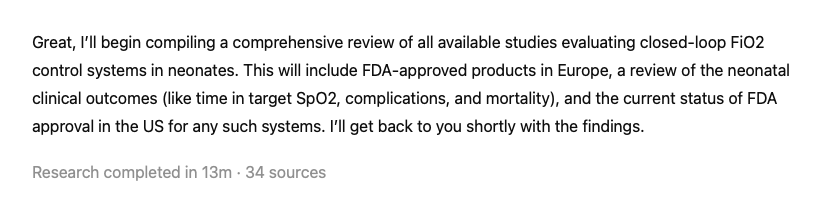 Great, I’ll begin compiling a comprehensive review of all available studies evaluating closed-loop FiO2
control systems in neonates. This will include FDA-approved products in Europe, a review of the neonatal
clinical outcomes (like time in target SpO2, complications, and mortality), and the current status of FDA
approval in the US for any such systems. I’ll get back to you shortly with the findings.
Research completed in 13m · 34 sources